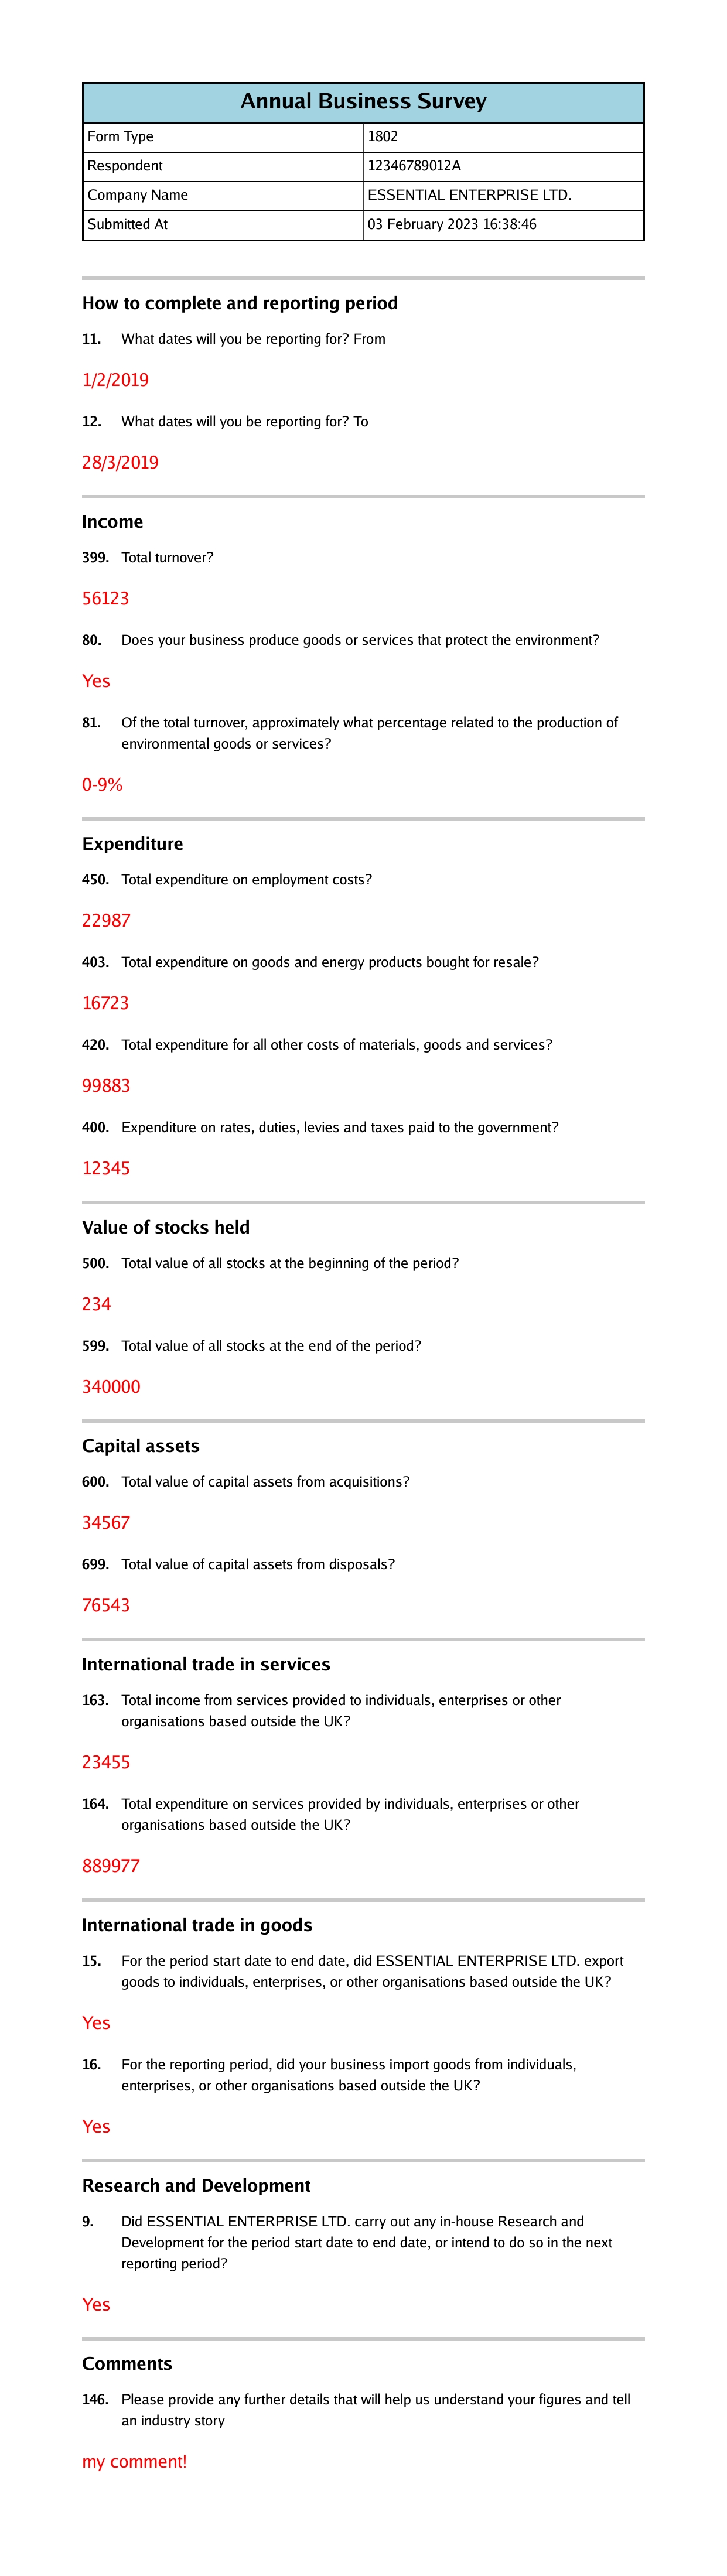 Annual Business Survey
Form Type 1802
Respondent 12346789012A
Company Name ESSENTIAL ENTERPRISE LTD.
Submitted At 03 February 2023 16:38:46
How to complete and reporting period
11. What dates will you be reporting for? From
1/2/2019
12. What dates will you be reporting for? To
28/3/2019
Income
399. Total turnover?
56123
80. Does your business produce goods or services that protect the environment?
Yes
81. Of the total turnover, approximately what percentage related to the production of
environmental goods or services?
0-9%
Expenditure
450. Total expenditure on employment costs?
22987
403. Total expenditure on goods and energy products bought for resale?
16723
420. Total expenditure for all other costs of materials, goods and services?
99883
400. Expenditure on rates, duties, levies and taxes paid to the government?
12345
Value of stocks held
500. Total value of all stocks at the beginning of the period?
234
599. Total value of all stocks at the end of the period?
340000
Capital assets
600. Total value of capital assets from acquisitions?
34567
699. Total value of capital assets from disposals?
76543
International trade in services
163. Total income from services provided to individuals, enterprises or other
organisations based outside the UK?
23455
164. Total expenditure on services provided by individuals, enterprises or other
organisations based outside the UK?
889977
International trade in goods
15. For the period start date to end date, did ESSENTIAL ENTERPRISE LTD. export
goods to individuals, enterprises, or other organisations based outside the UK?
Yes
16. For the reporting period, did your business import goods from individuals,
enterprises, or other organisations based outside the UK?
Yes
Research and Development
9. Did ESSENTIAL ENTERPRISE LTD. carry out any in-house Research and
Development for the period start date to end date, or intend to do so in the next
reporting period?
Yes
Comments
146. Please provide any further details that will help us understand your figures and tell
an industry story
my comment!